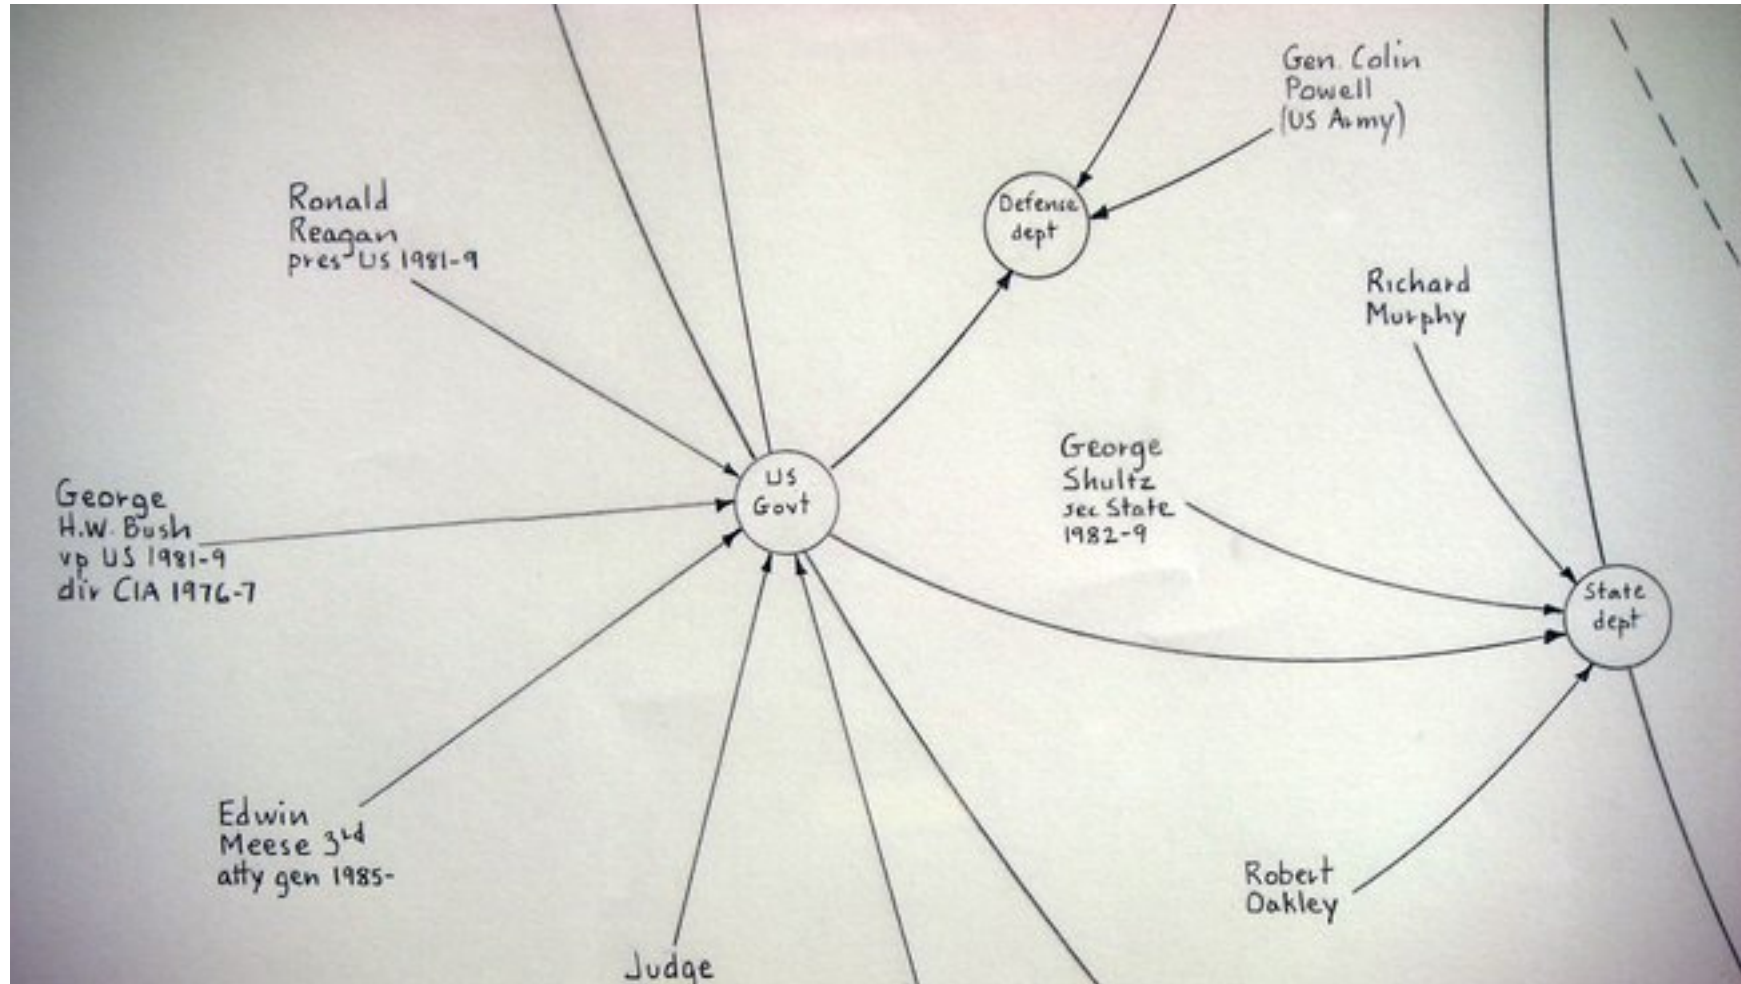 Gen. Colin
Powell
(US Army)
Ronald
Reagan
pres US 1981-9
Defense
dept
Richard
Murphy
US
Govt
George
Shultz
sec State
1982-9
George
H.W. Bush
vp US 1981-9
dir CIA 1976-7
State
dept
Edwin
Meese 3rd
atty gen 1985-
Robert
Oakley
Judge